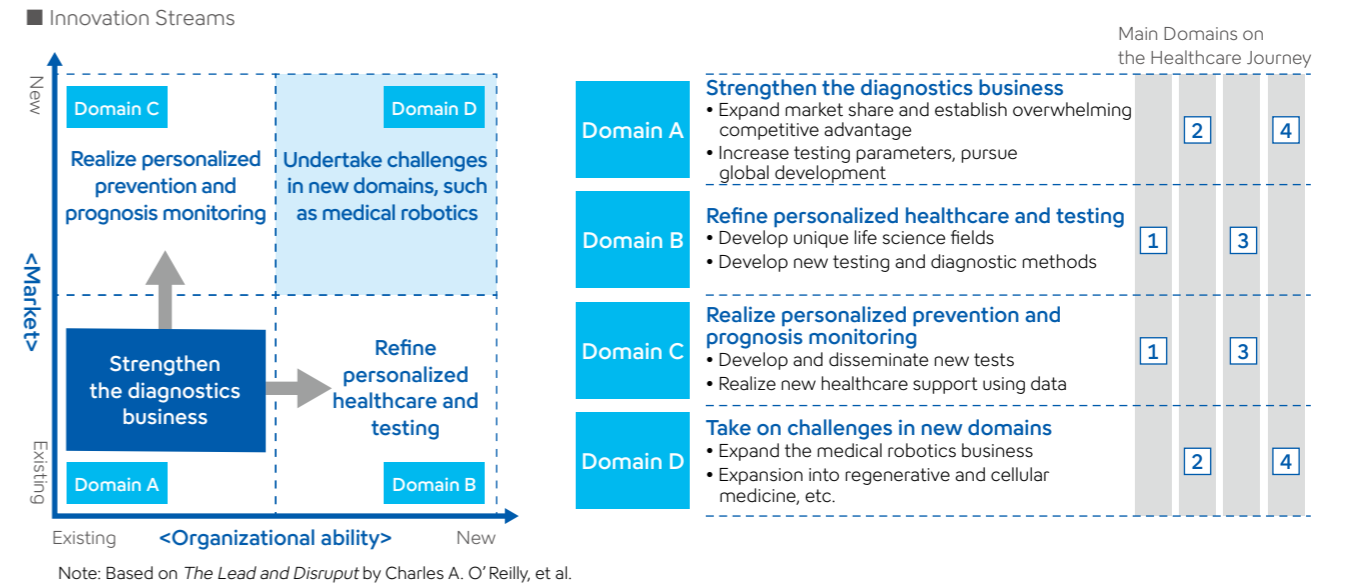 ■ Innovation Streams
New
Domain C
Domain D
Realize personalized
prevention and
prognosis monitoring
Undertake challenges
in new domains, such
as medical robotics
<Market>
Strengthen
the diagnostics
business
Refine
personalized
healthcare and
testing
Existing
Domain A
Domain B
Existing
<Organizational ability>
New
Note: Based on The Lead and Disruput by Charles A. O' Reilly, et al.
Main Domains on
the Healthcare Journey
Domain A
Strengthen the diagnostics business
• Expand market share and establish overwhelming
competitive advantage
• Increase testing parameters, pursue
global development
2
4
Domain B
Refine personalized healthcare and testing
• Develop unique life science fields
• Develop new testing and diagnostic methods
1
3
Domain C
Realize personalized prevention and
prognosis monitoring
• Develop and disseminate new tests
• Realize new healthcare support using data
1
3
Domain D
Take on challenges in new domains
• Expand the medical robotics business
• Expansion into regenerative and cellular
medicine, etc.
2
4